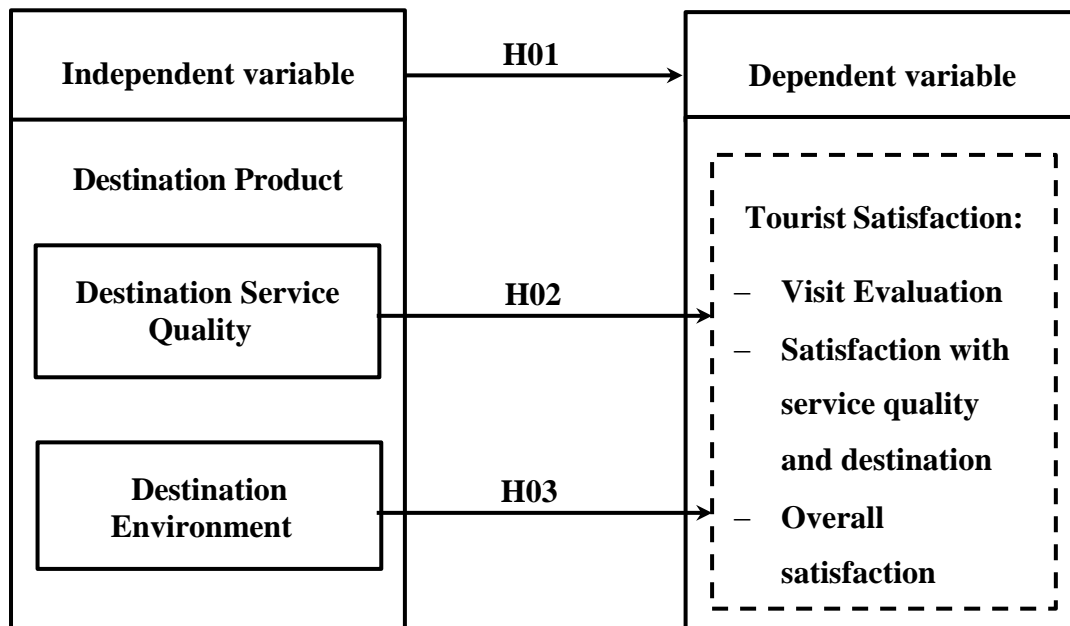 Independent variable
H01
Dependent variable
Destination Product
Destination Service
Quality
H02
Destination
Environment
H03
Tourist Satisfaction:
– Visit Evaluation
– Satisfaction with
service quality
and destination
– Overall
satisfaction